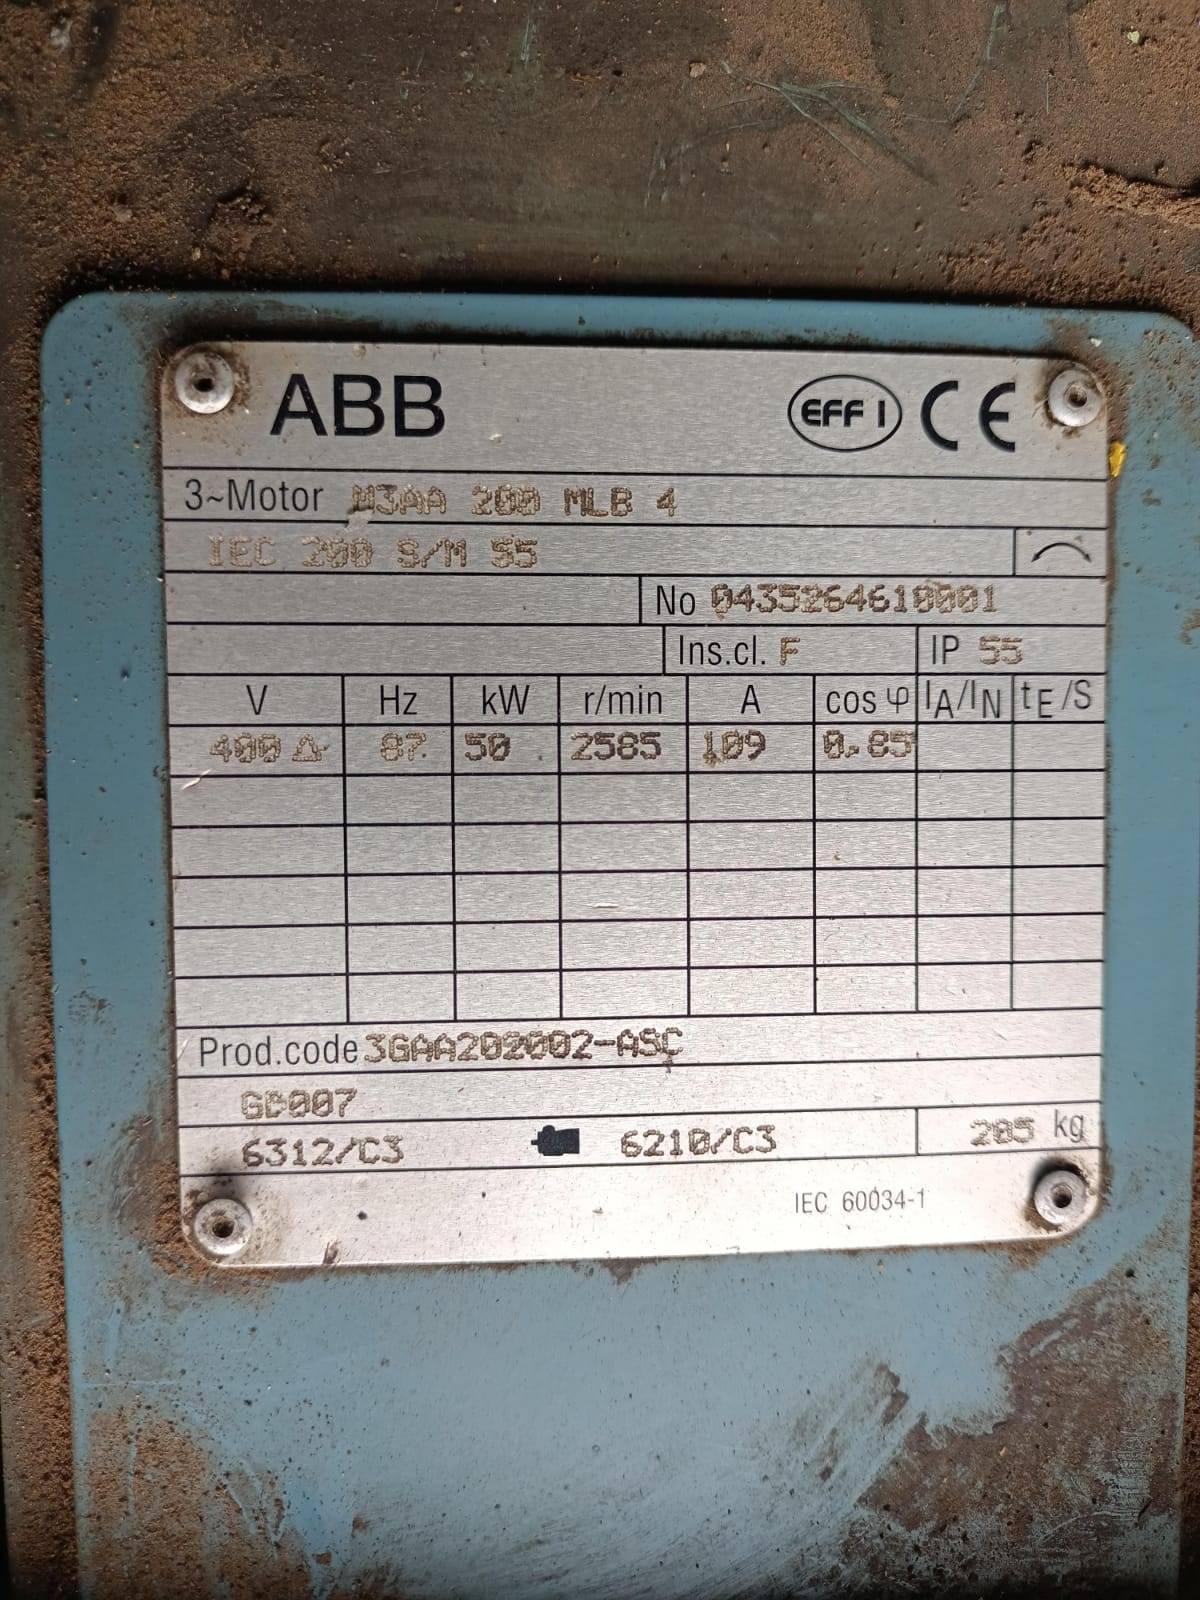 ABB EFF 1 CE
3~Motor M3AA 200 MLB 4
IEC 200 S/M 55
No 0435264610001
Ins.cl. F IP 55
V Hz kW r/min A cos φ IA/IN tE/S
400 Δ 87 50 2585 109 0.85
Prod.code 3GAA202002-ASC
GC007
6312/C3 6210/C3 205 kg
IEC 60034-1